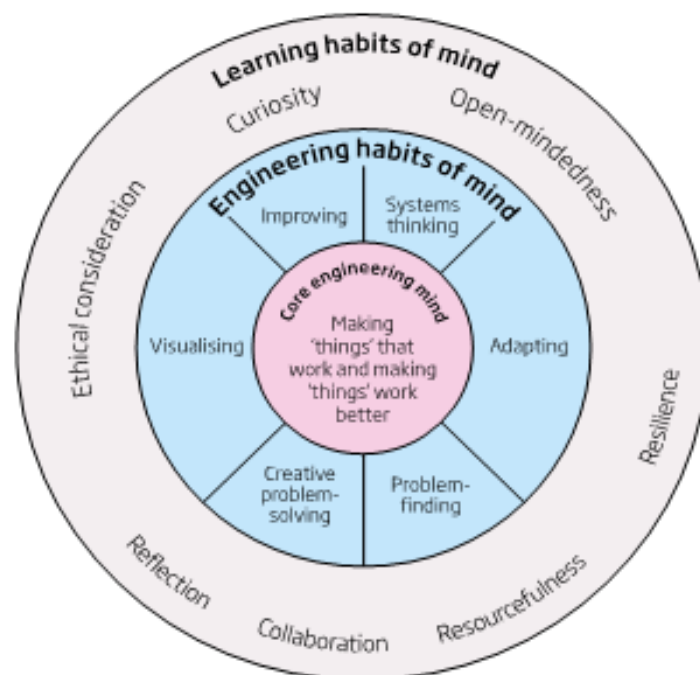 Learning habits of mind
Curiosity
Open-mindedness
Ethical consideration
Resilience
Reflection
Collaboration
Resourcefulness
Engineering habits of mind
Improving
Systems
thinking
Visualising
Adapting
Creative
problem-
solving
Problem-
finding
Core engineering mind
Making
‘things’ that
work and making
‘things’ work
better